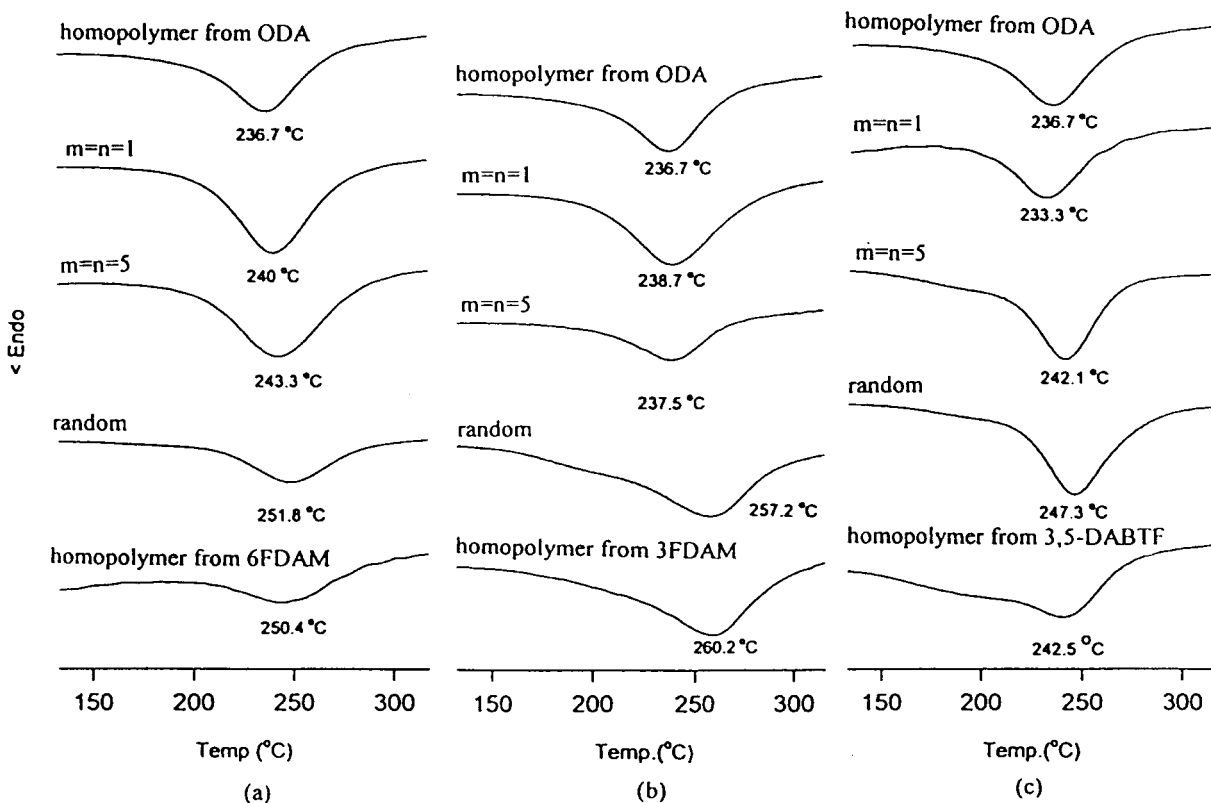 < Endo
homopolymer from ODA
236.7 °C
m=n=1
240 °C
m=n=5
243.3 °C
random
251.8 °C
homopolymer from 6FDAM
250.4 °C
150 200 250 300
Temp (°C)
(a)
homopolymer from ODA
236.7 °C
m=n=1
238.7 °C
m=n=5
237.5 °C
random
257.2 °C
homopolymer from 3FDAM
260.2 °C
150 200 250 300
Temp.(°C)
(b)
homopolymer from ODA
236.7 °C
m=n=1
233.3 °C
m=n=5
242.1 °C
random
247.3 °C
homopolymer from 3,5-DABTF
242.5 °C
150 200 250 300
Temp.(°C)
(c)